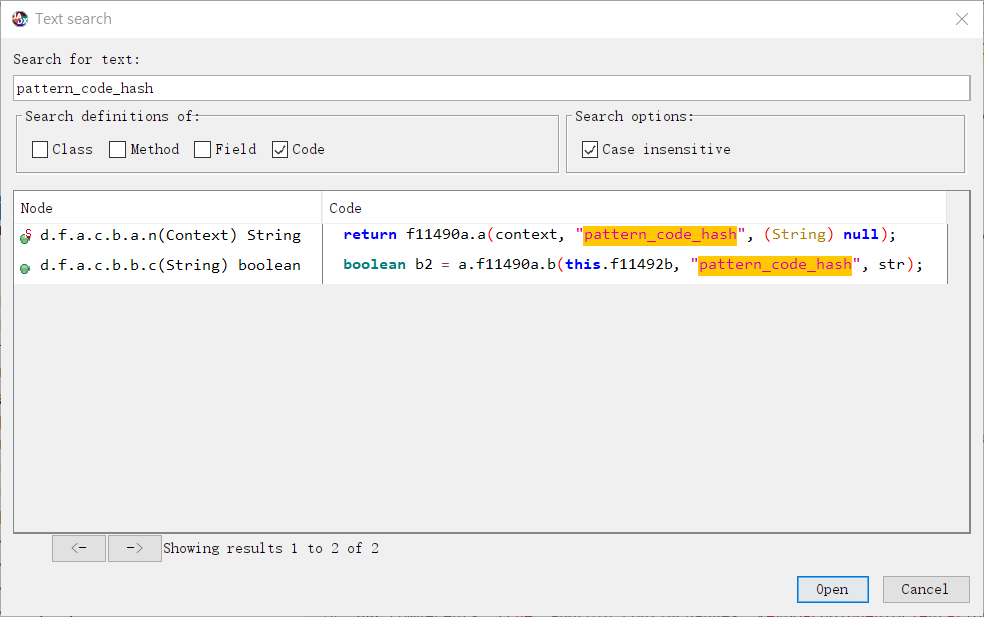 Text search
Search for text:
pattern_code_hash
Search definitions of:
Search options:
Class Method Field Code
Case insensitive
Node Code
d.f.a.c.b.a.n(Context) String return f11490a.a(context, "pattern_code_hash", (String) null);
d.f.a.c.b.b.c(String) boolean boolean b2 = a.f11490a.b(this.f11492b, "pattern_code_hash", str);
<- -> Showing results 1 to 2 of 2
Open Cancel